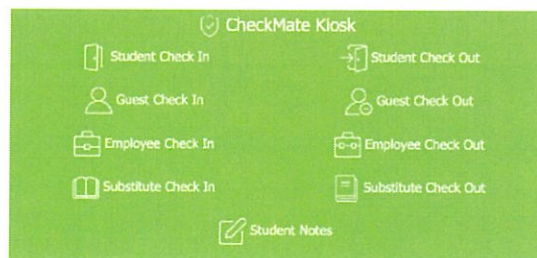 CheckMate Kiosk
Student Check In
Student Check Out
Guest Check In
Guest Check Out
Employee Check In
Employee Check Out
Substitute Check In
Substitute Check Out
Student Notes